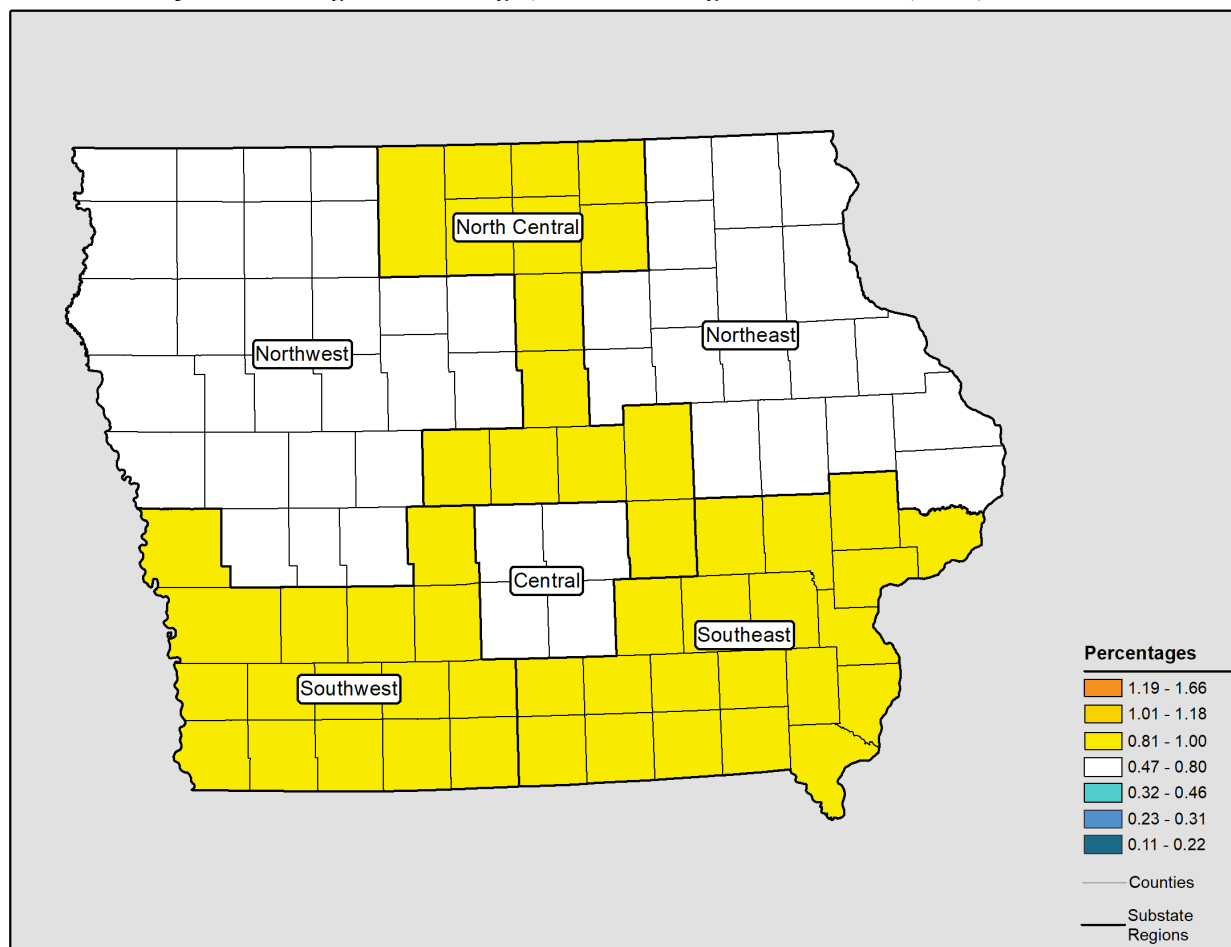 North Central
Northeast
Northwest
Central
Southeast
Southwest
Percentages
1.19 - 1.66
1.01 - 1.18
0.81 - 1.00
0.47 - 0.80
0.32 - 0.46
0.23 - 0.31
0.11 - 0.22
Counties
Substate
Regions